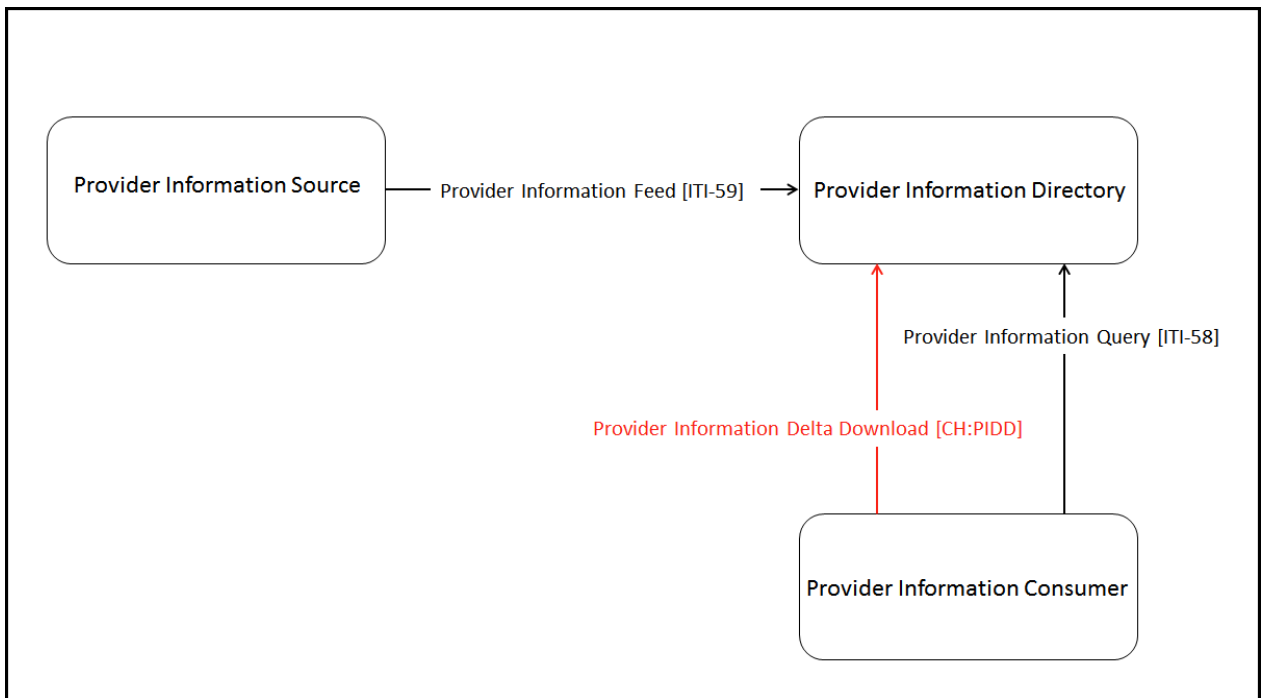 Provider Information Source
Provider Information Feed [ITI-59]
Provider Information Directory
Provider Information Query [ITI-58]
Provider Information Delta Download [CH:PIDD]
Provider Information Consumer